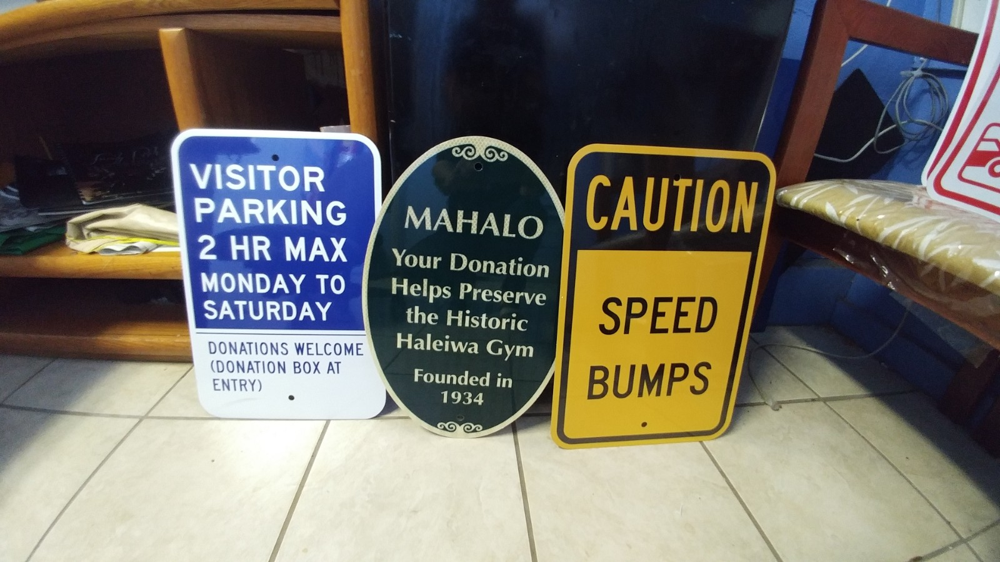 VISITOR
PARKING
2 HR MAX
MONDAY TO
SATURDAY
DONATIONS WELCOME
(DONATION BOX AT
ENTRY)
MAHALO
Your Donation
Helps Preserve
the Historic
Haleiwa Gym
Founded in
1934
CAUTION
SPEED
BUMPS